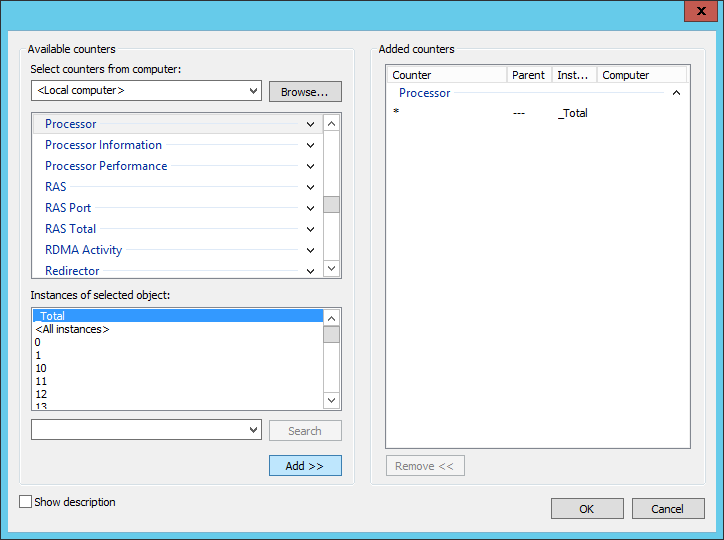 X
Available counters
Select counters from computer:
<Local computer>
Browse...
Processor
Processor Information
Processor Performance
RAS
RAS Port
RAS Total
RDMA Activity
Redirector
Instances of selected object:
_Total
<All instances>
0
1
10
11
12
13
Search
Add >>
Show description
Added counters
Counter Parent Inst... Computer
Processor
* --- _Total
Remove <<
OK Cancel